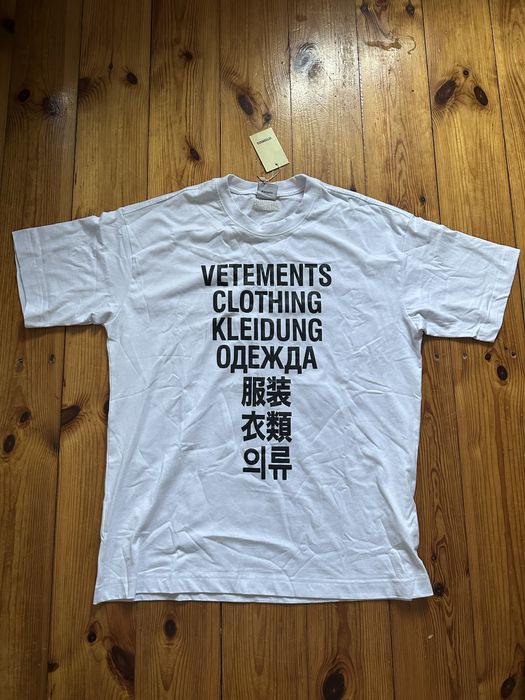 VETEMENTS
CLOTHING
KLEIDUNG
ОДЕЖДА
服装
衣類
의류